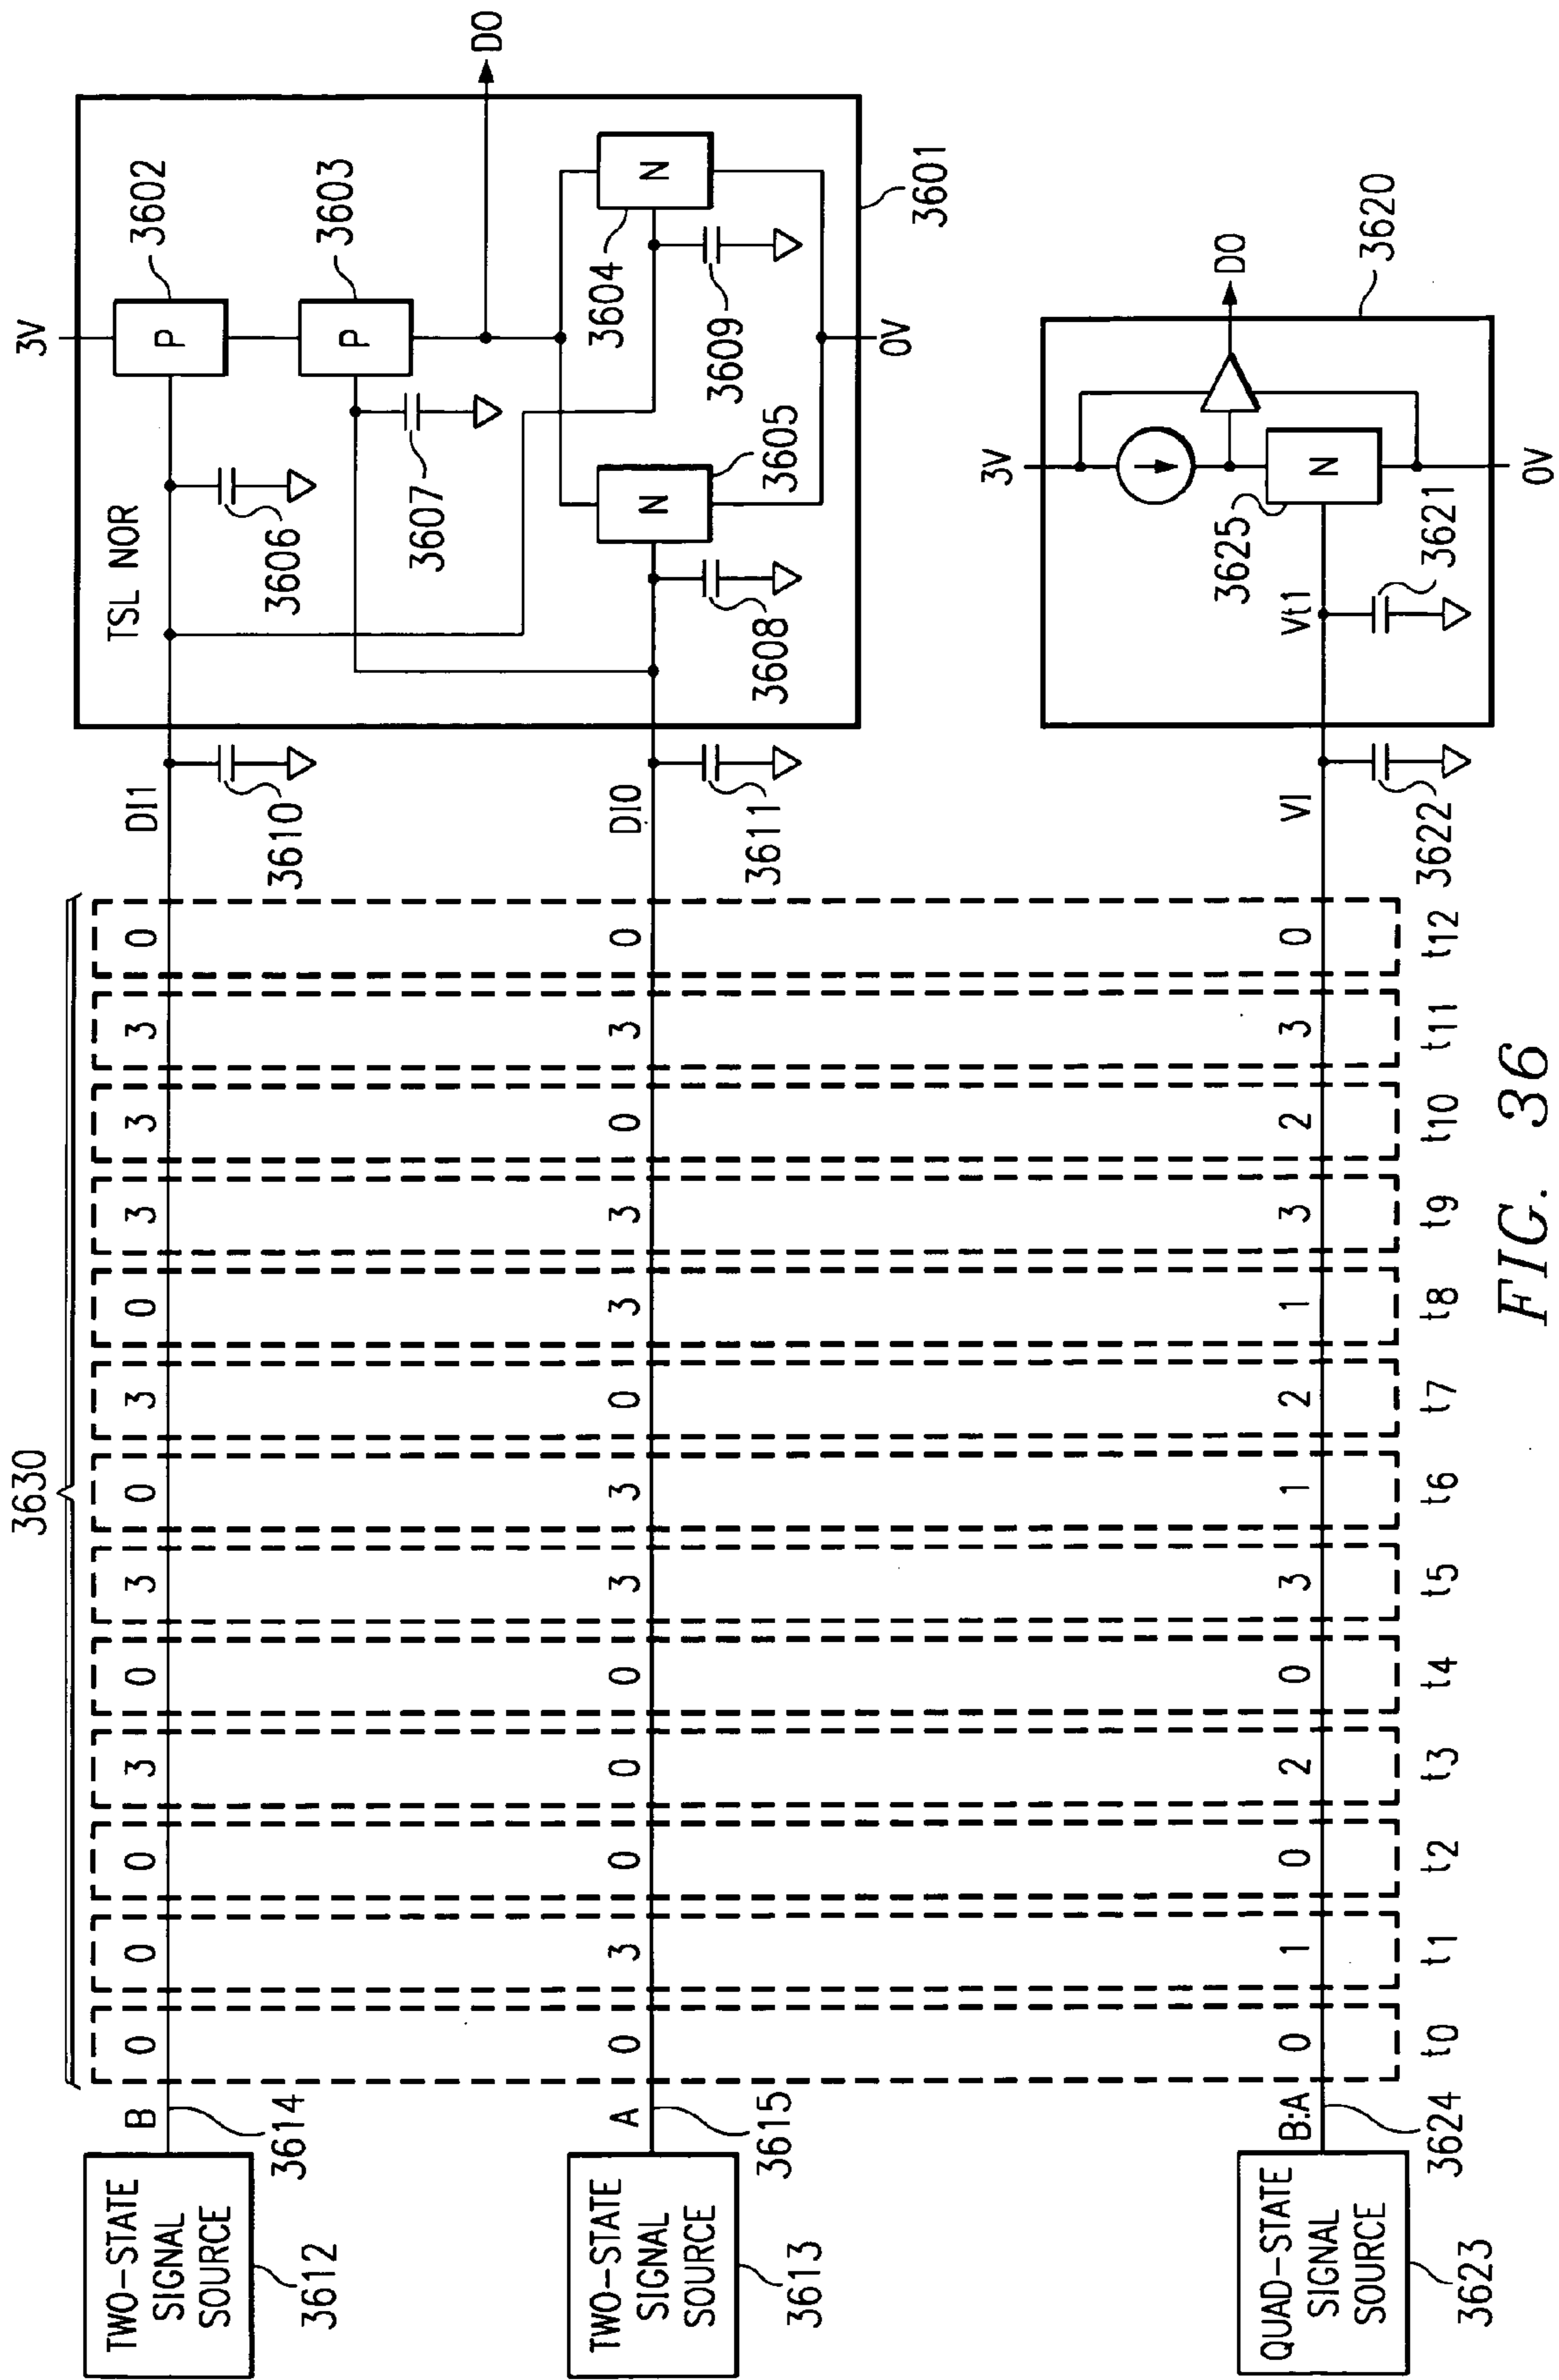 3630
TWO-STATE
SIGNAL
SOURCE
3612
B
3614
0 0 0 3 0 3 0 3 0 3 3 3 0
DI1
3610
TWO-STATE
SIGNAL
SOURCE
3613
A
3615
0 3 0 0 0 3 3 0 3 3 0 3 0
DI0
3611
TSL NOR
3606
3V
P
3602
3607
P
3603
DO
3608
N
3605
3604
N
3609
0V
3601
QUAD-STATE
SIGNAL
SOURCE
3623
B:A
3624
0 1 0 2 0 3 1 2 1 3 2 3 0
VI
3622
t0 t1 t2 t3 t4 t5 t6 t7 t8 t9 t10 t11 t12
3V
3625
N
Vt1
3621
DO
0V
3620
FIG. 36